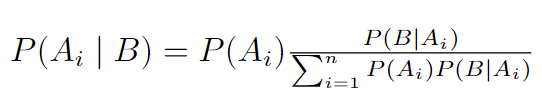 P(A_i | B) = P(A_i) \frac{P(B|A_i)}{\sum_{i=1}^{n} P(A_i)P(B|A_i)}